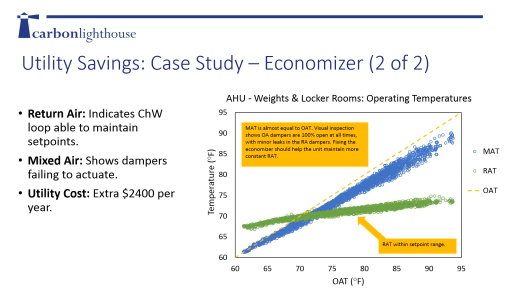 carbonlighthouse
Utility Savings: Case Study – Economizer (2 of 2)
• Return Air: Indicates ChW
loop able to maintain
setpoints.
• Mixed Air: Shows dampers
failing to actuate.
• Utility Cost: Extra $2400 per
year.
AHU - Weights & Locker Rooms: Operating Temperatures
Temperature (°F)
95
90
85
80
75
70
65
60
MAT is almost equal to OAT. Visual inspection
shows OA dampers are 100% open at all times,
with minor leaks in the RA dampers. Fixing the
economizer should help the unit maintain more
constant RAT.
RAT within setpoint range.
60 65 70 75 80 85 90 95
OAT (°F)
MAT
RAT
OAT